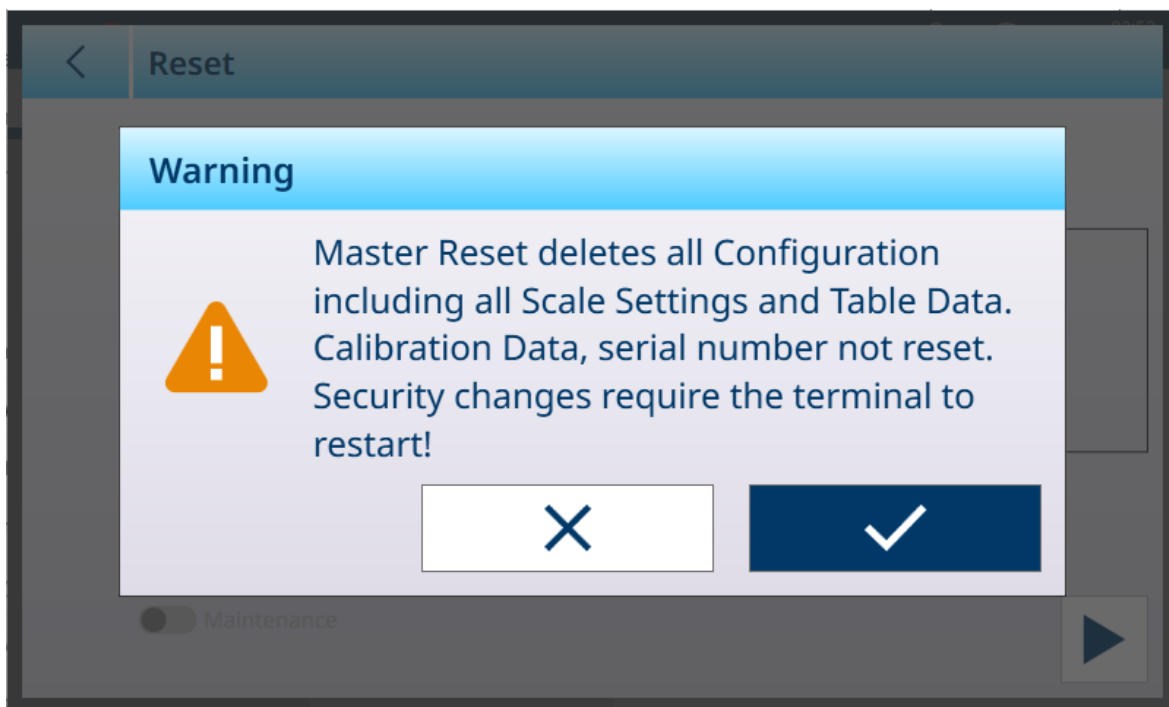 Reset
Warning
Master Reset deletes all Configuration
including all Scale Settings and Table Data.
Calibration Data, serial number not reset.
Security changes require the terminal to
restart!
Maintenance